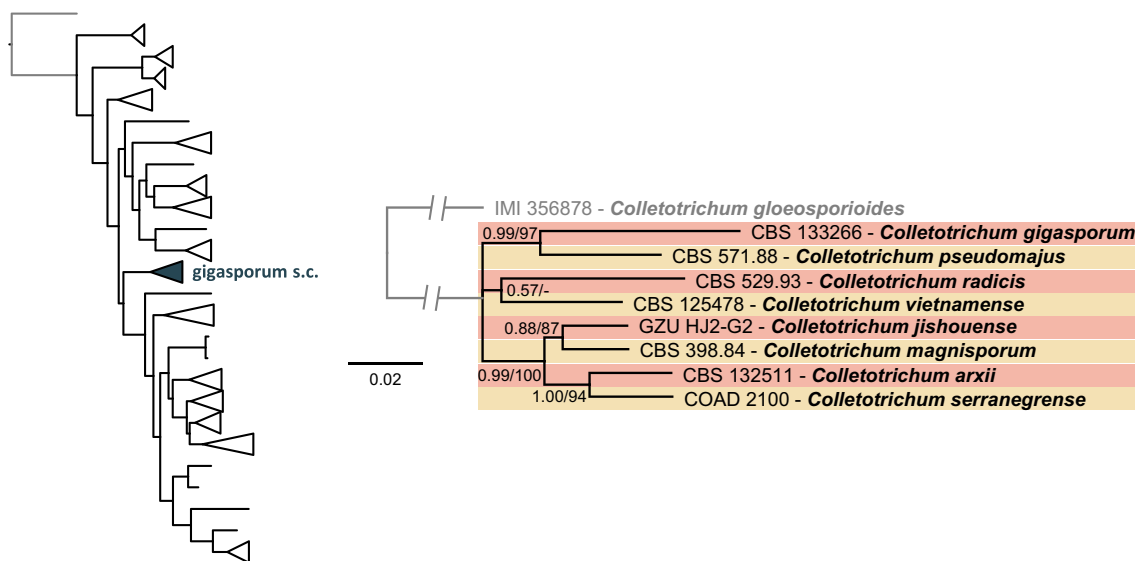 gigasporum s.c.
IMI 356878 - Colletotrichum gloeosporioides
0.99/97
CBS 133266 - Colletotrichum gigasporum
CBS 571.88 - Colletotrichum pseudomajus
CBS 529.93 - Colletotrichum radicis
0.57/-
CBS 125478 - Colletotrichum vietnamense
0.88/87
GZU HJ2-G2 - Colletotrichum jishouense
CBS 398.84 - Colletotrichum magnisporum
0.99/100
CBS 132511 - Colletotrichum arxii
1.00/94
COAD 2100 - Colletotrichum serranegrense
0.02